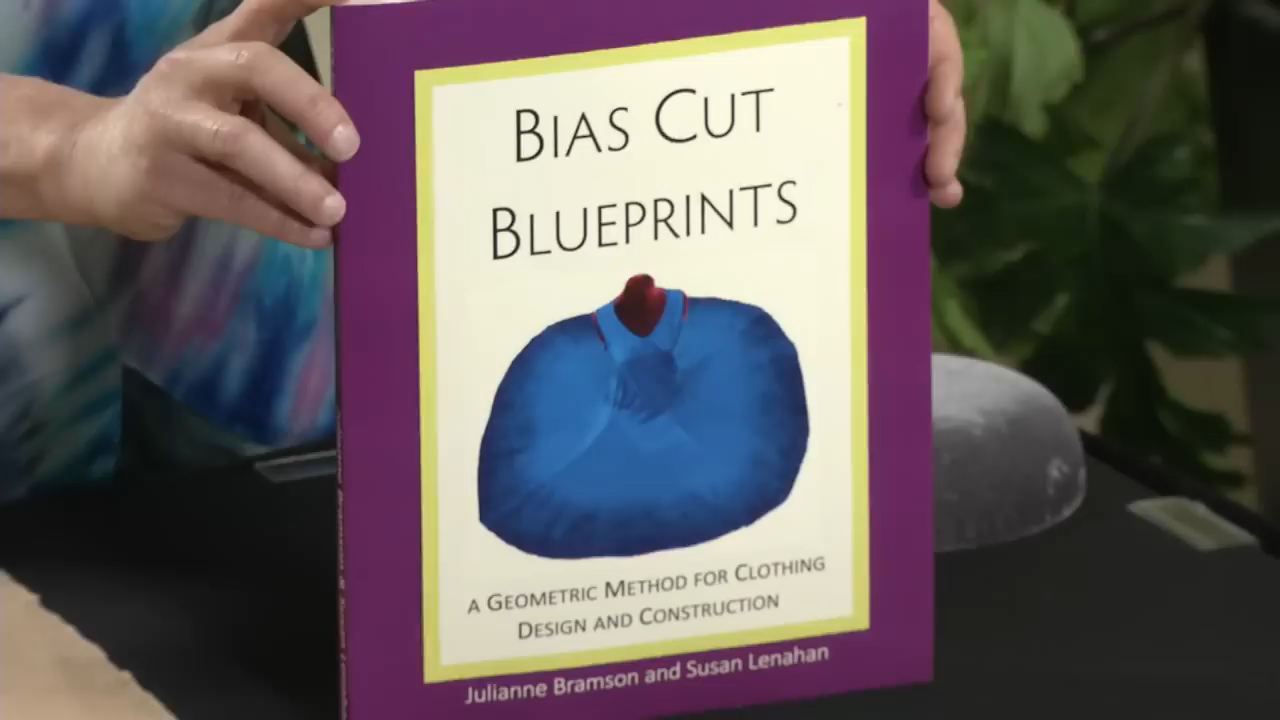 BIAS CUT
BLUEPRINTS
A GEOMETRIC METHOD FOR CLOTHING
DESIGN AND CONSTRUCTION
Julianne Bramson and Susan Lenahan